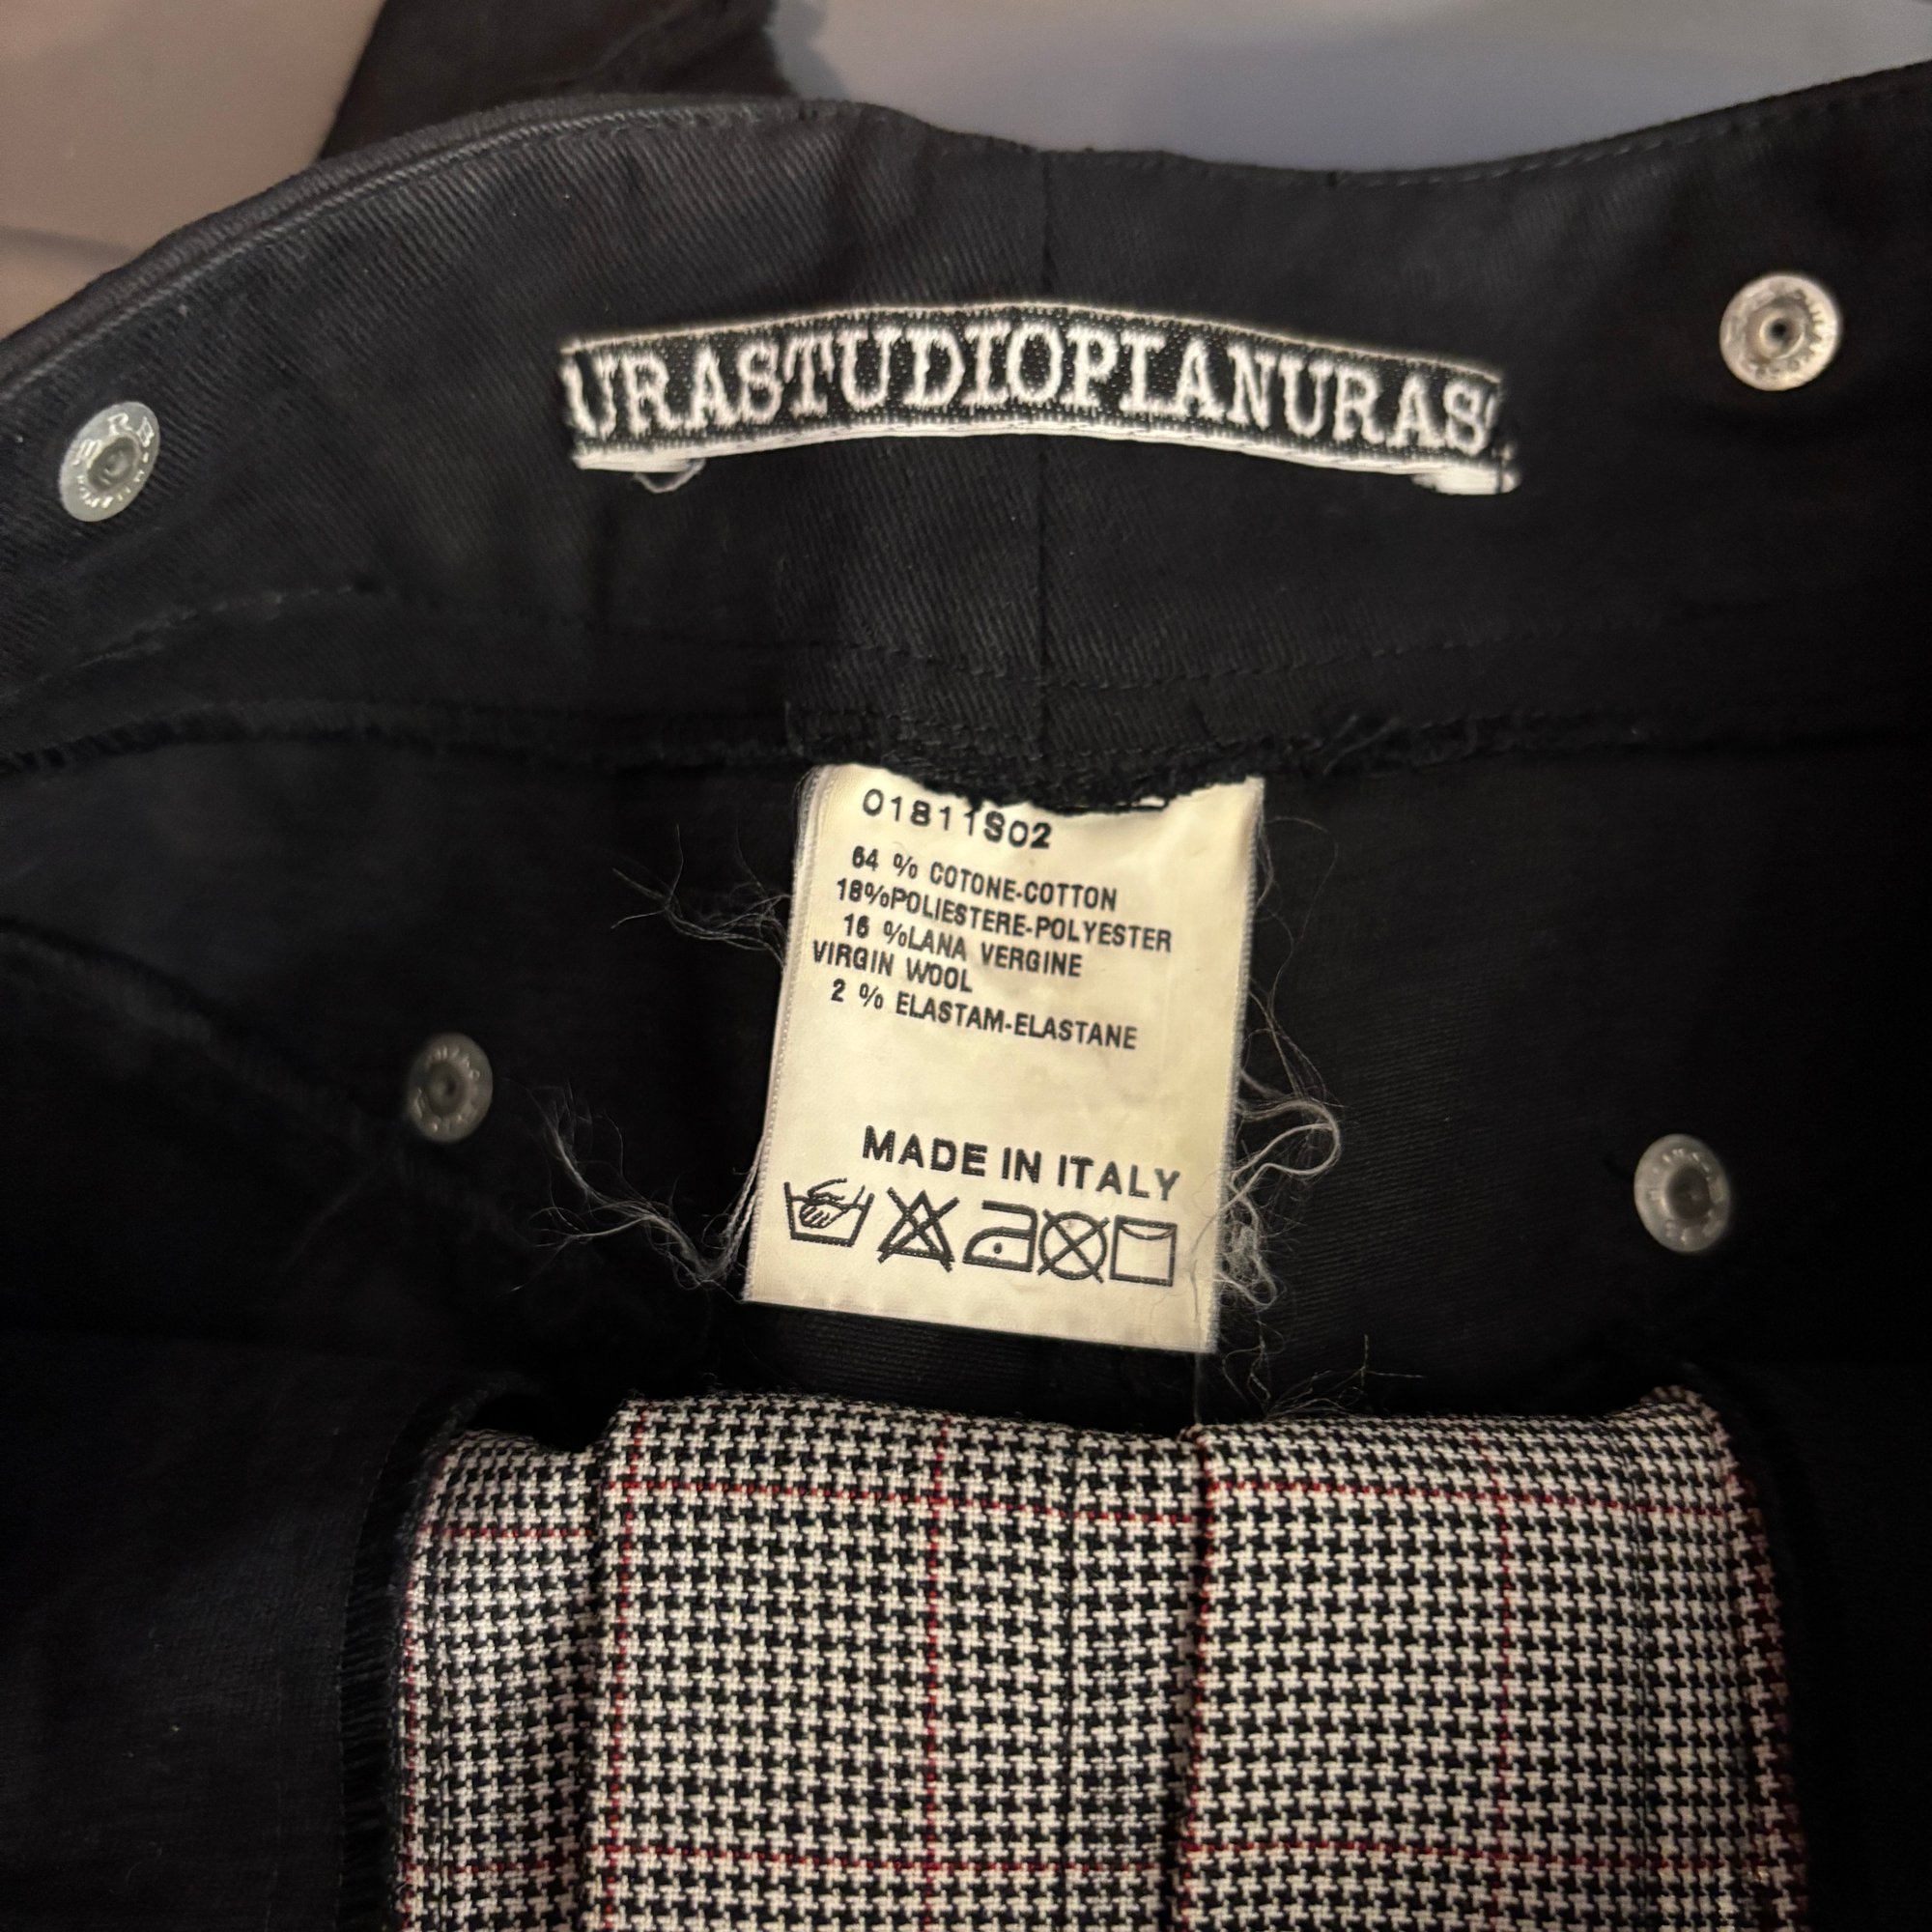 URASTUDIOPIANURAS
01811S02
64 % COTONE-COTTON
18%POLIESTERE-POLYESTER
16 %LANA VERGINE
VIRGIN WOOL
2 % ELASTAM-ELASTANE
MADE IN ITALY